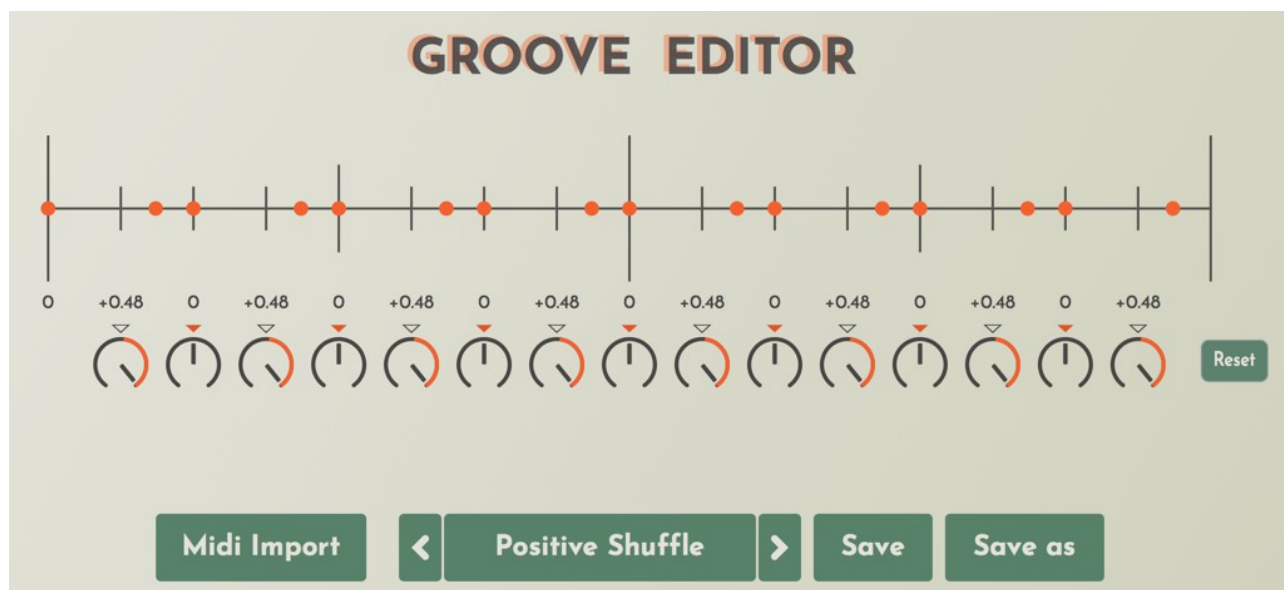 GROOVE EDITOR
0 +0.48 0 +0.48 0 +0.48 0 +0.48 0 +0.48 0 +0.48 0 +0.48 0 +0.48
Reset
Midi Import < Positive Shuffle > Save Save as